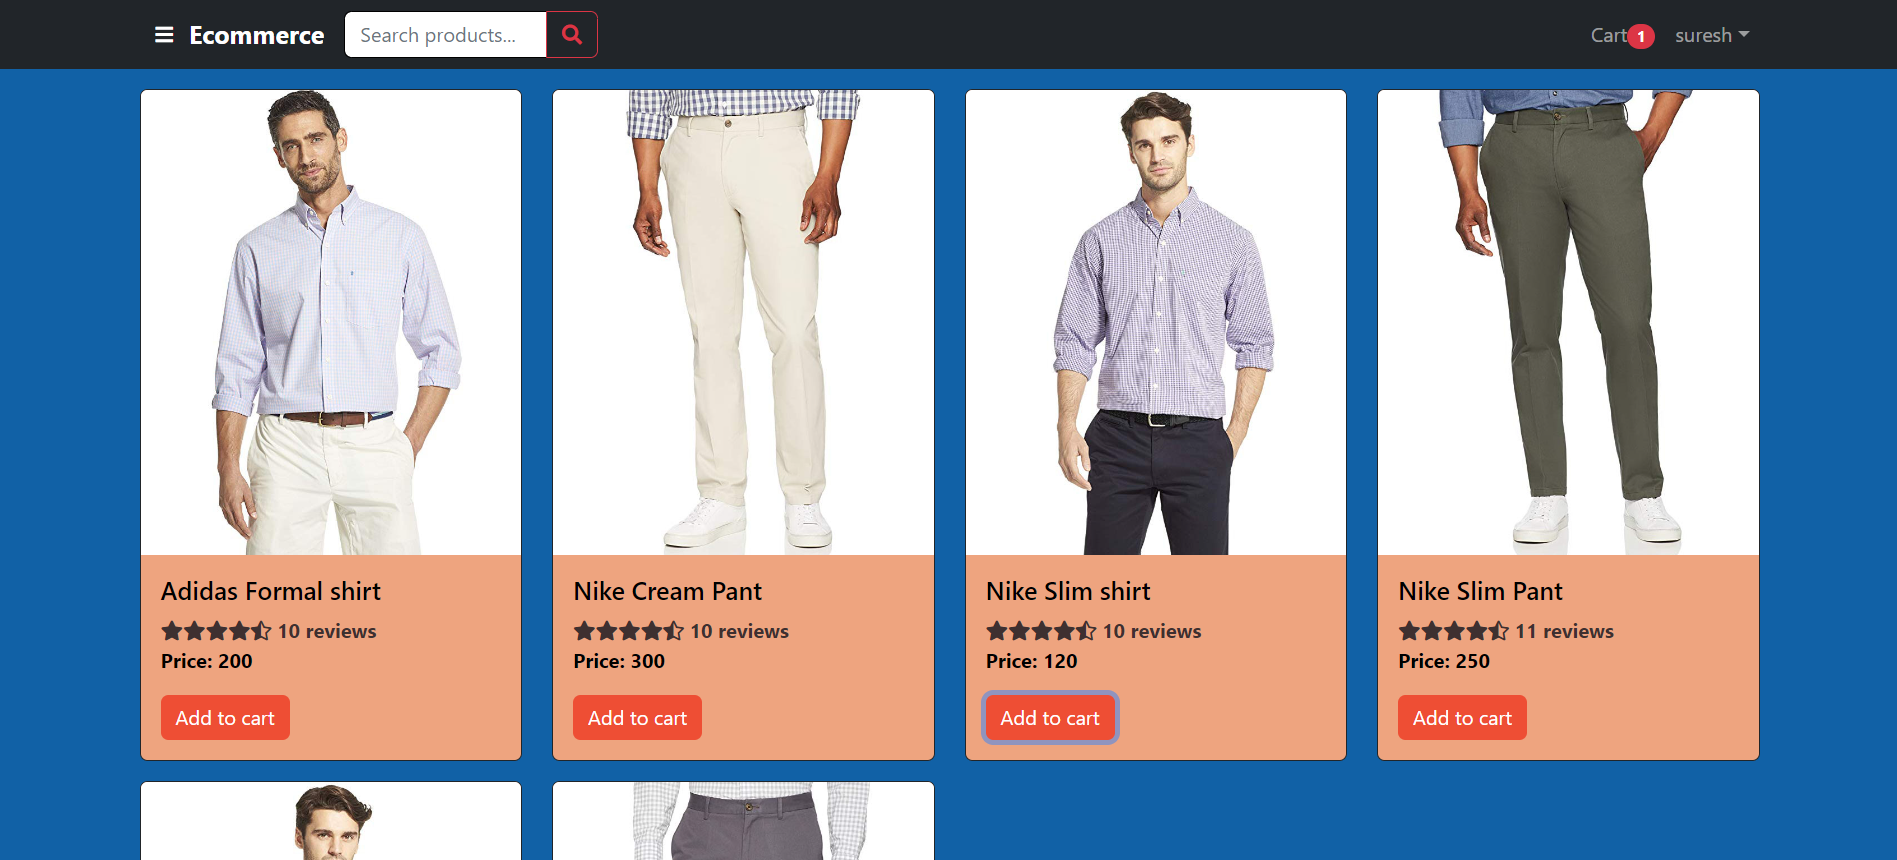 Ecommerce
Search products...
Cart 1
suresh
Adidas Formal shirt
10 reviews
Price: 200
Add to cart
Nike Cream Pant
10 reviews
Price: 300
Add to cart
Nike Slim shirt
10 reviews
Price: 120
Add to cart
Nike Slim Pant
11 reviews
Price: 250
Add to cart